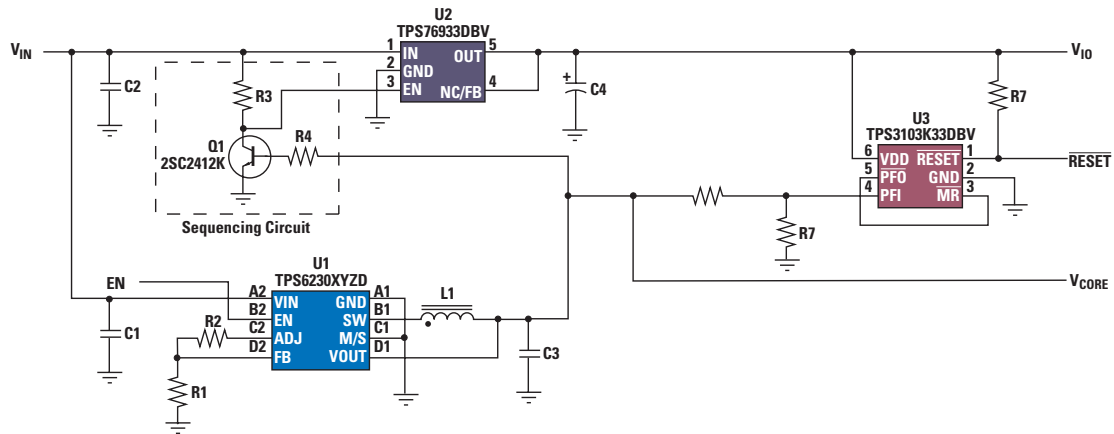 U2
TPS76933DBV
VIN
1 IN OUT 5
2 GND
3 EN NC/FB 4
VIO
C2
R3
C4
R7
Q1
2SC2412K
R4
U3
TPS3103K33DBV
6 VDD RESET 1
5 PFO GND 2
4 PFI MR 3
RESET
R7
Sequencing Circuit
U1
TPS6230XYZD
EN
L1
VCORE
A2 VIN GND A1
B2 EN SW B1
C2 ADJ M/S C1
D2 FB VOUT D1
C1
R2
C3
R1